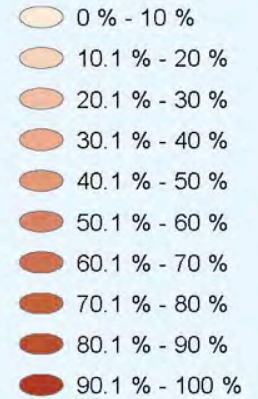 0 % - 10 %
10.1 % - 20 %
20.1 % - 30 %
30.1 % - 40 %
40.1 % - 50 %
50.1 % - 60 %
60.1 % - 70 %
70.1 % - 80 %
80.1 % - 90 %
90.1 % - 100 %